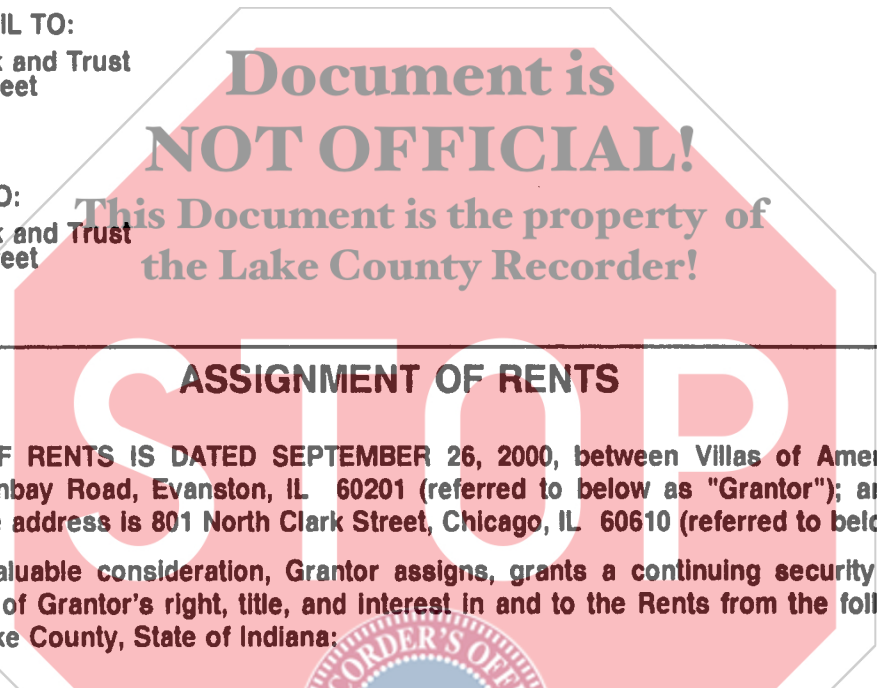 IL TO:
and Trust
eet
Document is
NOT OFFICIAL!
This Document is the property of
the Lake County Recorder!
O:
and Trust
eet
STOP
ASSIGNMENT OF RENTS
F RENTS IS DATED SEPTEMBER 26, 2000, between Villas of Amer
nbay Road, Evanston, IL 60201 (referred to below as "Grantor"); a
address is 801 North Clark Street, Chicago, IL 60610 (referred to belo
aluable consideration, Grantor assigns, grants a continuing security
of Grantor's right, title, and interest in and to the Rents from the foll
ke County, State of Indiana:
CORDER'S OF